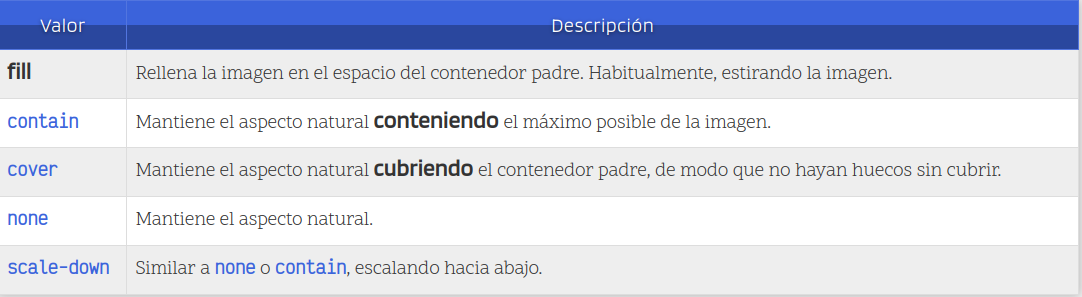 Valor Descripción
fill Rellena la imagen en el espacio del contenedor padre. Habitualmente, estirando la imagen.
contain Mantiene el aspecto natural conteniendo el máximo posible de la imagen.
cover Mantiene el aspecto natural cubriendo el contenedor padre, de modo que no hayan huecos sin cubrir.
none Mantiene el aspecto natural.
scale-down Similar a none o contain, escalando hacia abajo.